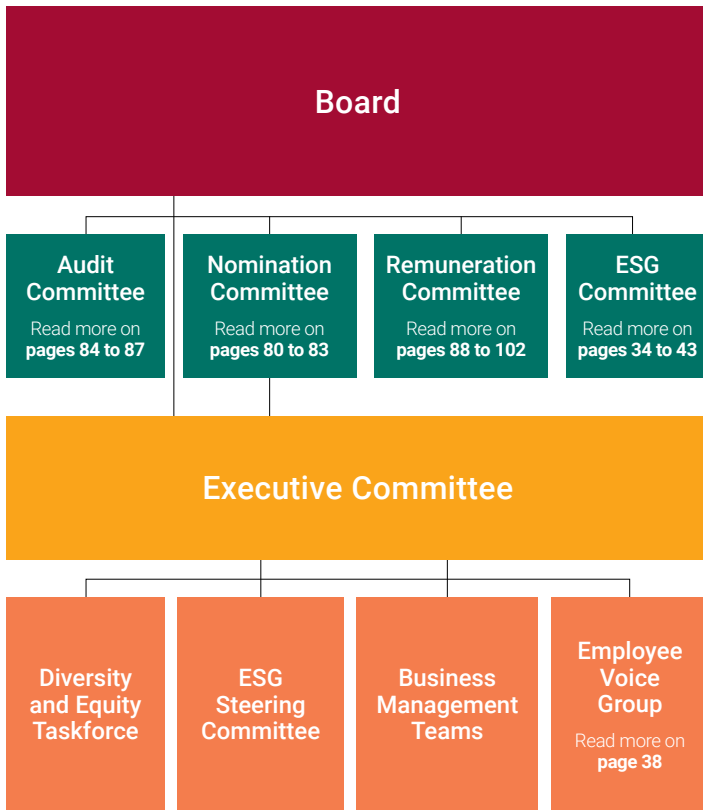 Board
Audit
Committee
Read more on
pages 84 to 87
Nomination
Committee
Read more on
pages 80 to 83
Remuneration
Committee
Read more on
pages 88 to 102
ESG
Committee
Read more on
pages 34 to 43
Executive Committee
Diversity
and Equity
Taskforce
ESG
Steering
Committee
Business
Management
Teams
Employee
Voice
Group
Read more on
page 38